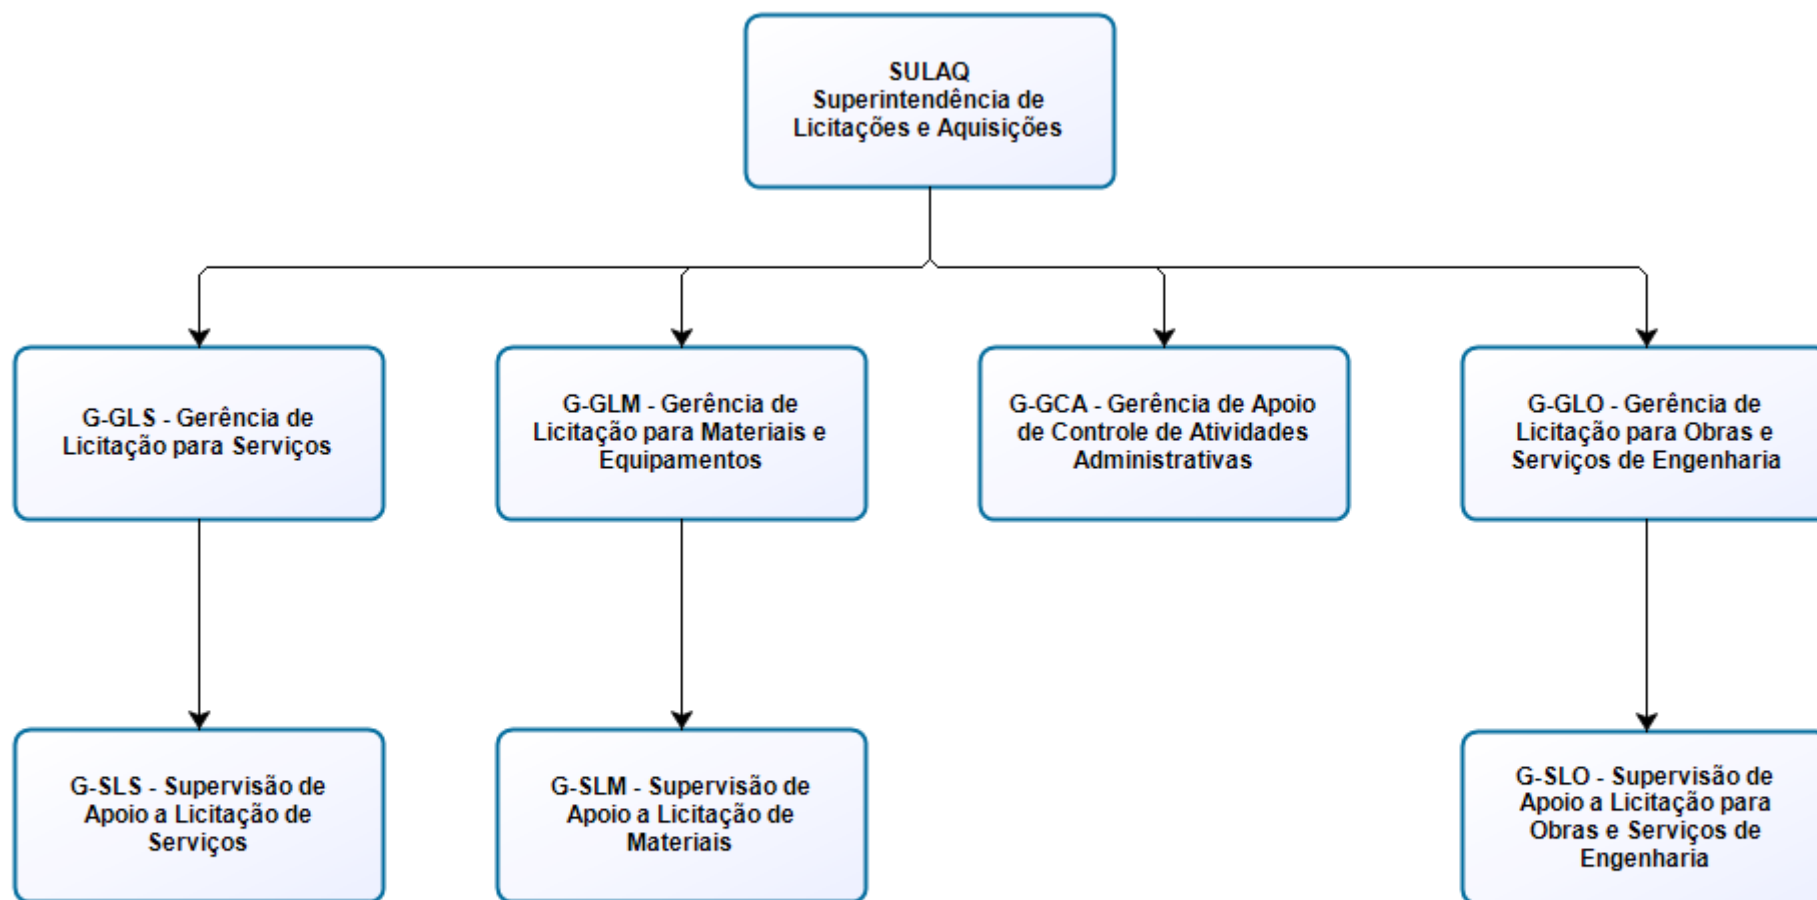 SULAQ
Superintendência de
Licitações e Aquisições
G-GLS - Gerência de
Licitação para Serviços
G-GLM - Gerência de
Licitação para Materiais e
Equipamentos
G-GCA - Gerência de Apoio
de Controle de Atividades
Administrativas
G-GLO - Gerência de
Licitação para Obras e
Serviços de Engenharia
G-SLS - Supervisão de
Apoio a Licitação de
Serviços
G-SLM - Supervisão de
Apoio a Licitação de
Materiais
G-SLO - Supervisão de
Apoio a Licitação para
Obras e Serviços de
Engenharia